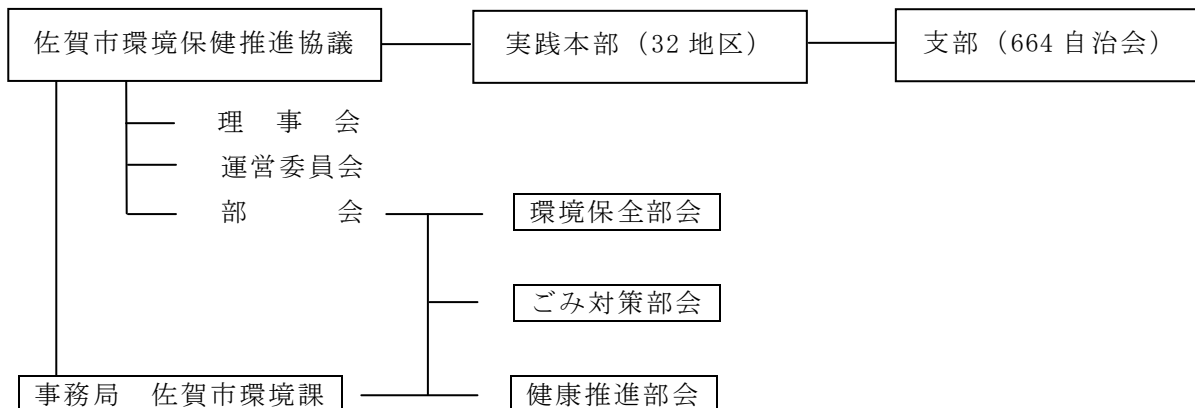 佐賀市環境保健推進協議
実践本部（32 地区）
支部（664 自治会）
理　事　会
運営委員会
部　　　会
環境保全部会
ごみ対策部会
事務局　佐賀市環境課
健康推進部会